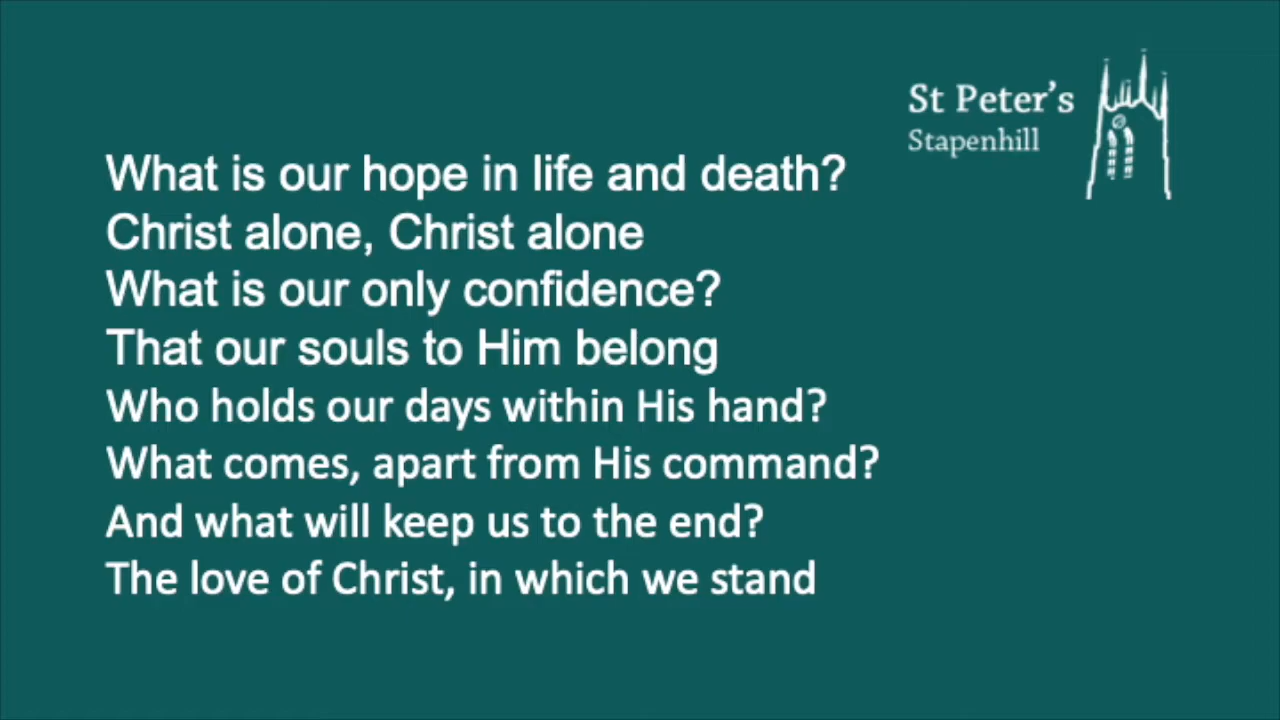 St Peter's
Stapenhill
What is our hope in life and death?
Christ alone, Christ alone
What is our only confidence?
That our souls to Him belong
Who holds our days within His hand?
What comes, apart from His command?
And what will keep us to the end?
The love of Christ, in which we stand